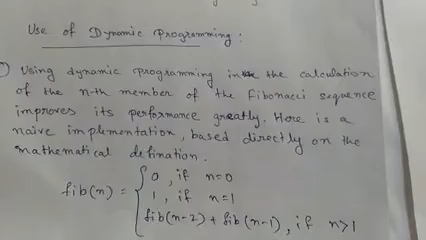 Use of Dynamic Programming:
Using dynamic programming in the calculation
of the n-th member of the Fibonacci sequence
improves its performance greatly. Here is a
naive implementation, based directly on the
mathematical defination.
fib(n) = { 0, if n=0
1, if n=1
fib(n-2) + fib(n-1), if n>1